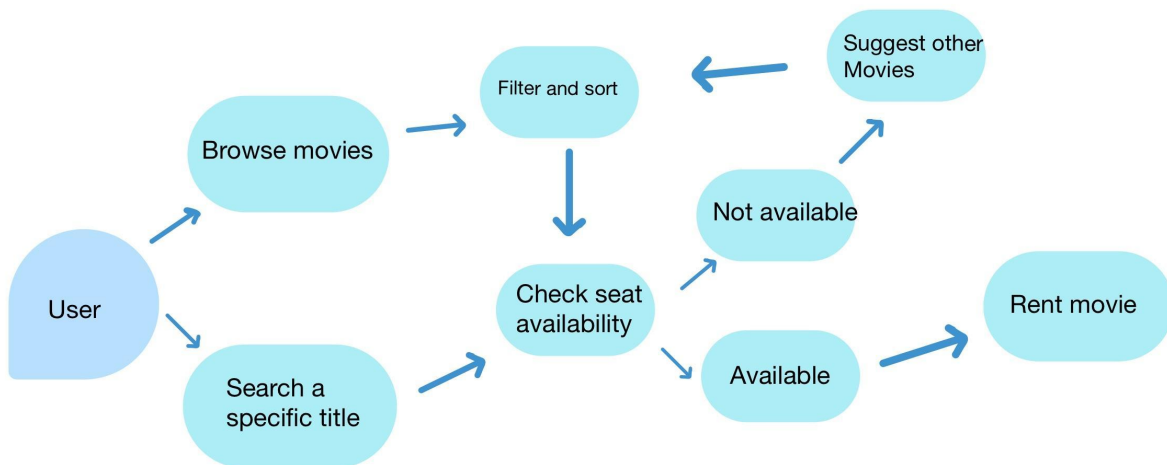 User
Browse movies
Search a
specific title
Filter and sort
Check seat
availability
Not available
Available
Suggest other
Movies
Rent movie